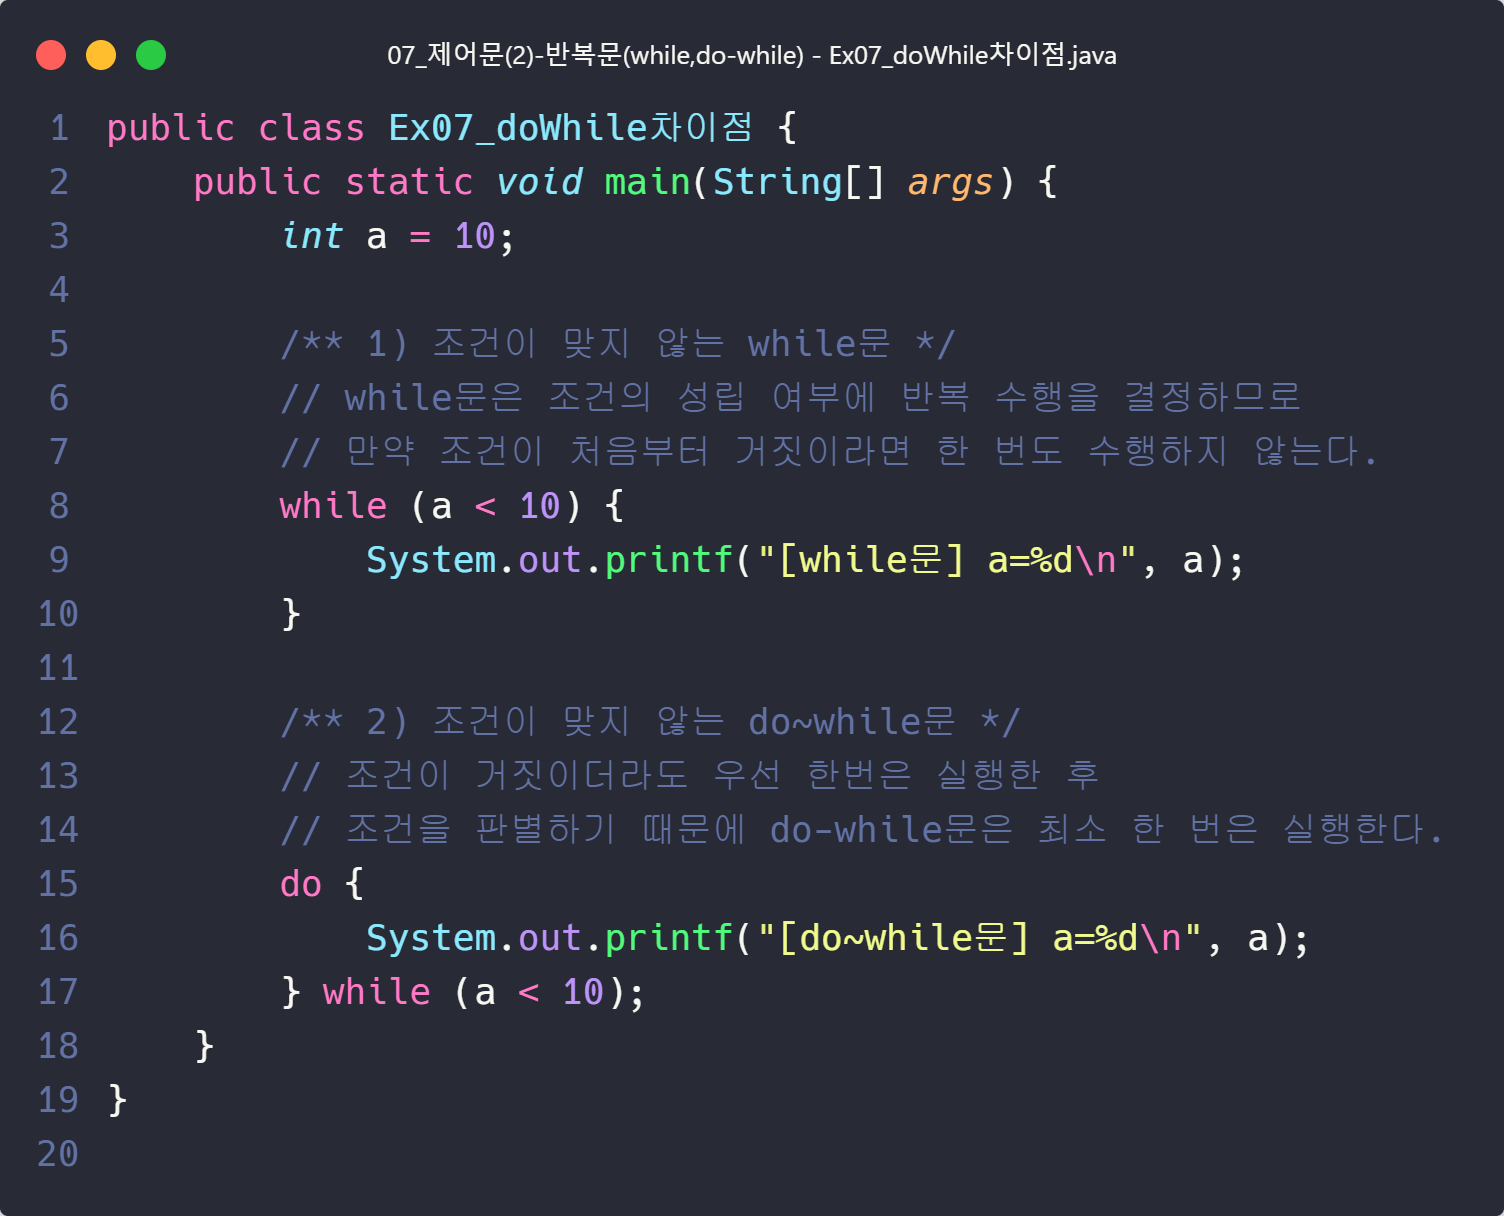 07_제어문(2)-반복문(while,do-while) - Ex07_doWhile차이점.java
1 public class Ex07_doWhile차이점 {
2     public static void main(String[] args) {
3         int a = 10;
4
5         /** 1) 조건이 맞지 않는 while문 */
6         // while문은 조건의 성립 여부에 반복 수행을 결정하므로
7         // 만약 조건이 처음부터 거짓이라면 한 번도 수행하지 않는다.
8         while (a < 10) {
9             System.out.printf("[while문] a=%d\n", a);
10         }
11
12         /** 2) 조건이 맞지 않는 do~while문 */
13         // 조건이 거짓이더라도 우선 한번은 실행한 후
14         // 조건을 판별하기 때문에 do-while문은 최소 한 번은 실행한다.
15         do {
16             System.out.printf("[do~while문] a=%d\n", a);
17         } while (a < 10);
18     }
19 }
20